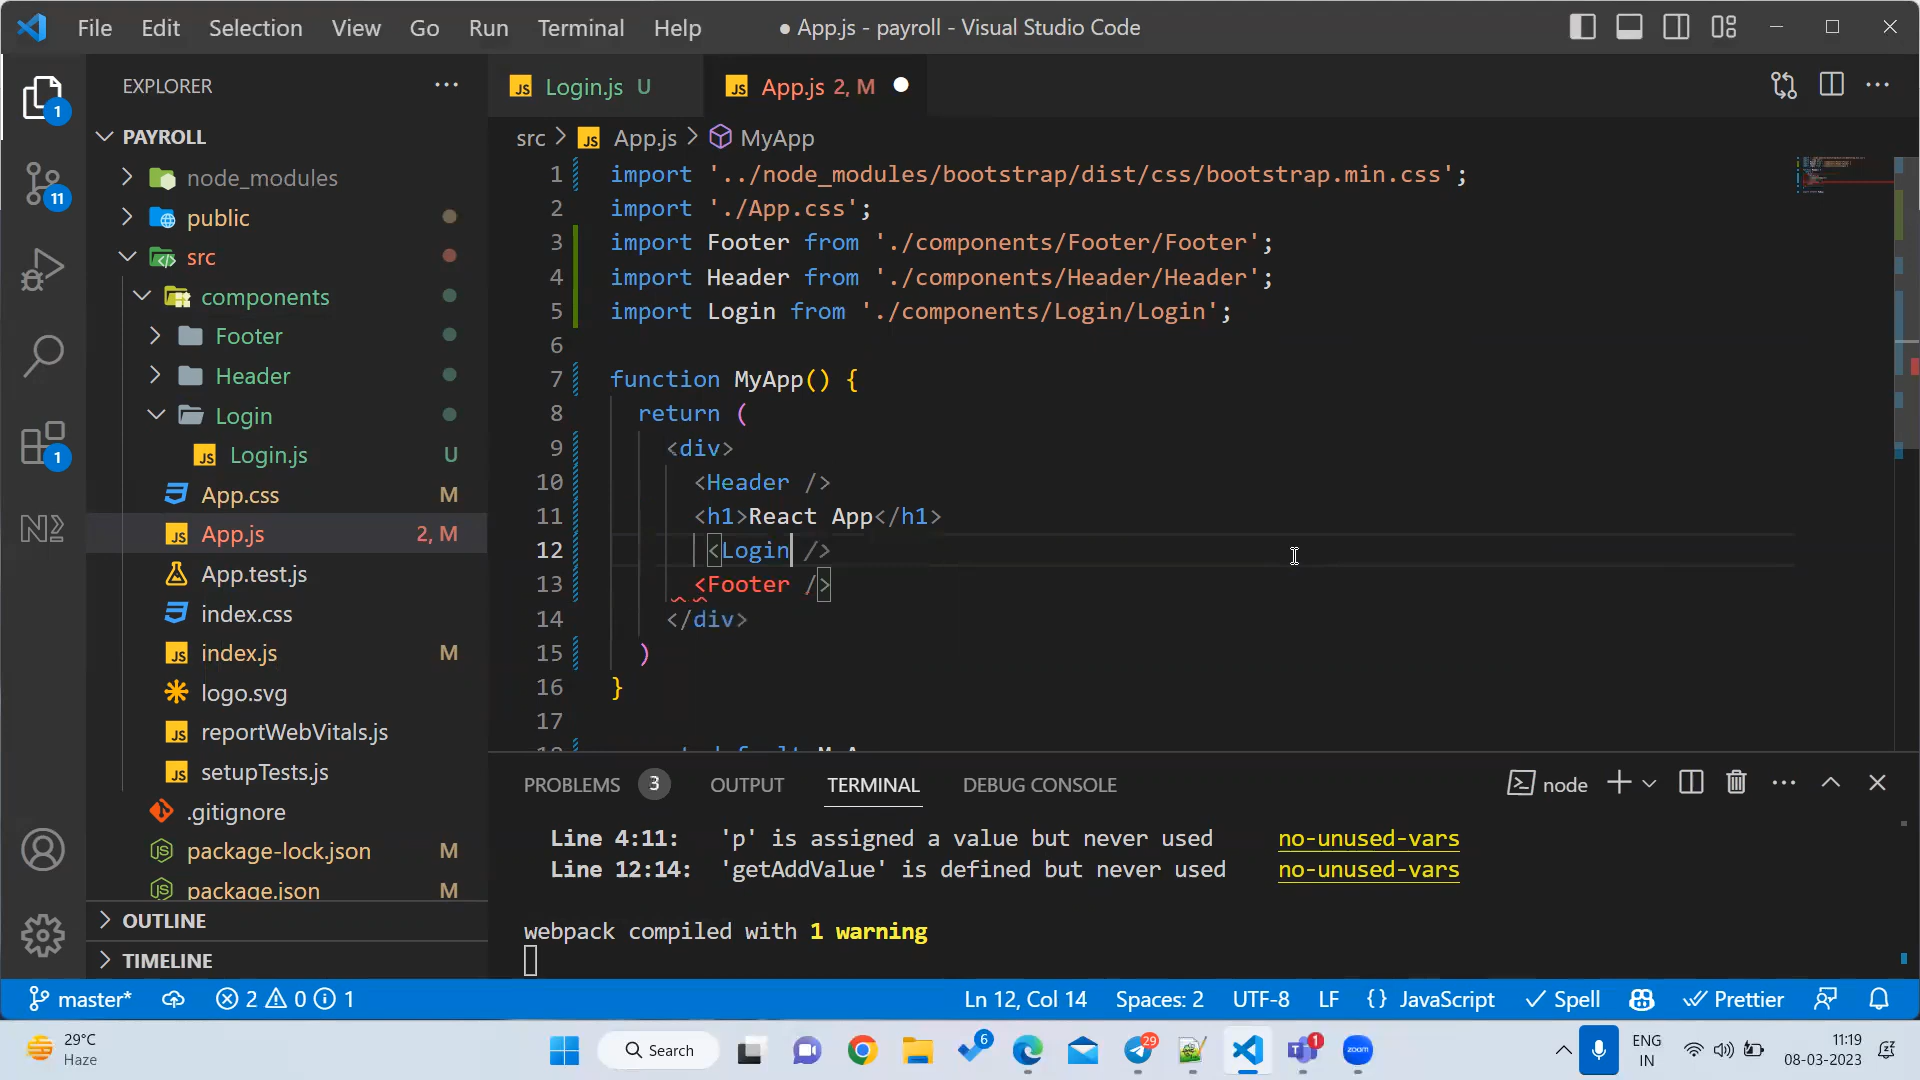 File Edit Selection View Go Run Terminal Help
● App.js - payroll - Visual Studio Code
EXPLORER
PAYROLL
node_modules
public
src
components
Footer
Header
Login
Login.js U
App.css M
App.js 2, M
App.test.js
index.css
index.js M
logo.svg
reportWebVitals.js
setupTests.js
.gitignore
package-lock.json M
package.json M
OUTLINE
TIMELINE
1
11
1
Login.js U
App.js 2, M
src > App.js > MyApp
1 import '../node_modules/bootstrap/dist/css/bootstrap.min.css';
2 import './App.css';
3 import Footer from './components/Footer/Footer';
4 import Header from './components/Header/Header';
5 import Login from './components/Login/Login';
6
7 function MyApp() {
8 return (
9 <div>
10 <Header />
11 <h1>React App</h1>
12 <Login />
13 <Footer />
14 </div>
15 )
16 }
17
PROBLEMS 3 OUTPUT TERMINAL DEBUG CONSOLE
node
Line 4:11: 'p' is assigned a value but never used no-unused-vars
Line 12:14: 'getAddValue' is defined but never used no-unused-vars
webpack compiled with 1 warning
master* 2 0 1
Ln 12, Col 14 Spaces: 2 UTF-8 LF {} JavaScript Spell Prettier
29°C
Haze
Search
6
29
1
zoom
ENG
IN
11:19
08-03-2023